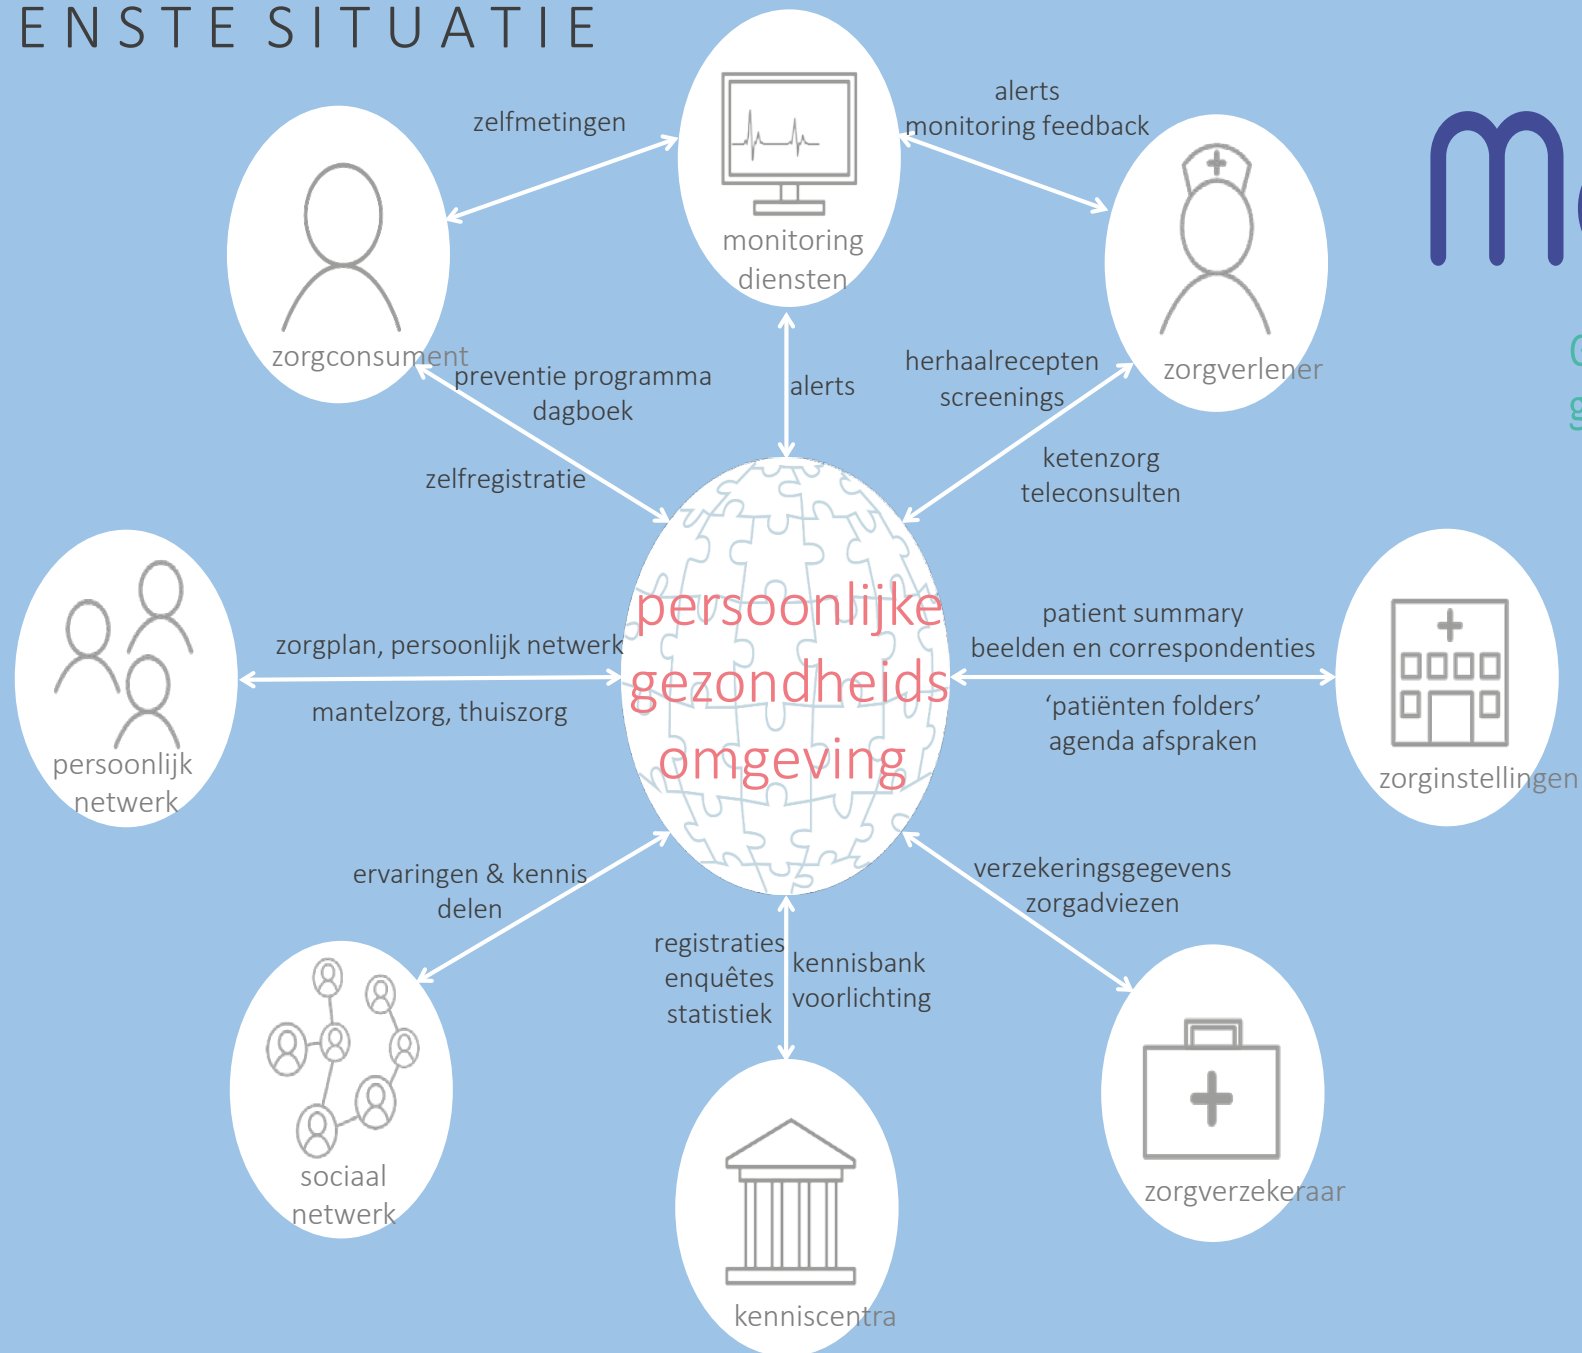 ENSTE SITUATIE
zelfmetingen
alerts
monitoring feedback
monitoring
diensten
zorgconsument
zorgverlener
preventie programma
dagboek
zelfregistratie
alerts
herhaalrecepten
screenings
ketenzorg
teleconsulten
persoonlijke
gezondheids
omgeving
zorgplan, persoonlijk netwerk
mantelzorg, thuiszorg
persoonlijk
netwerk
patient summary
beelden en correspondenties
‘patiënten folders’
agenda afspraken
zorginstellingen
ervaringen & kennis
delen
verzekeringsgegevens
zorgadviezen
registraties
enquêtes
statistiek
kennisbank
voorlichting
sociaal
netwerk
zorgverzekeraar
kenniscentra